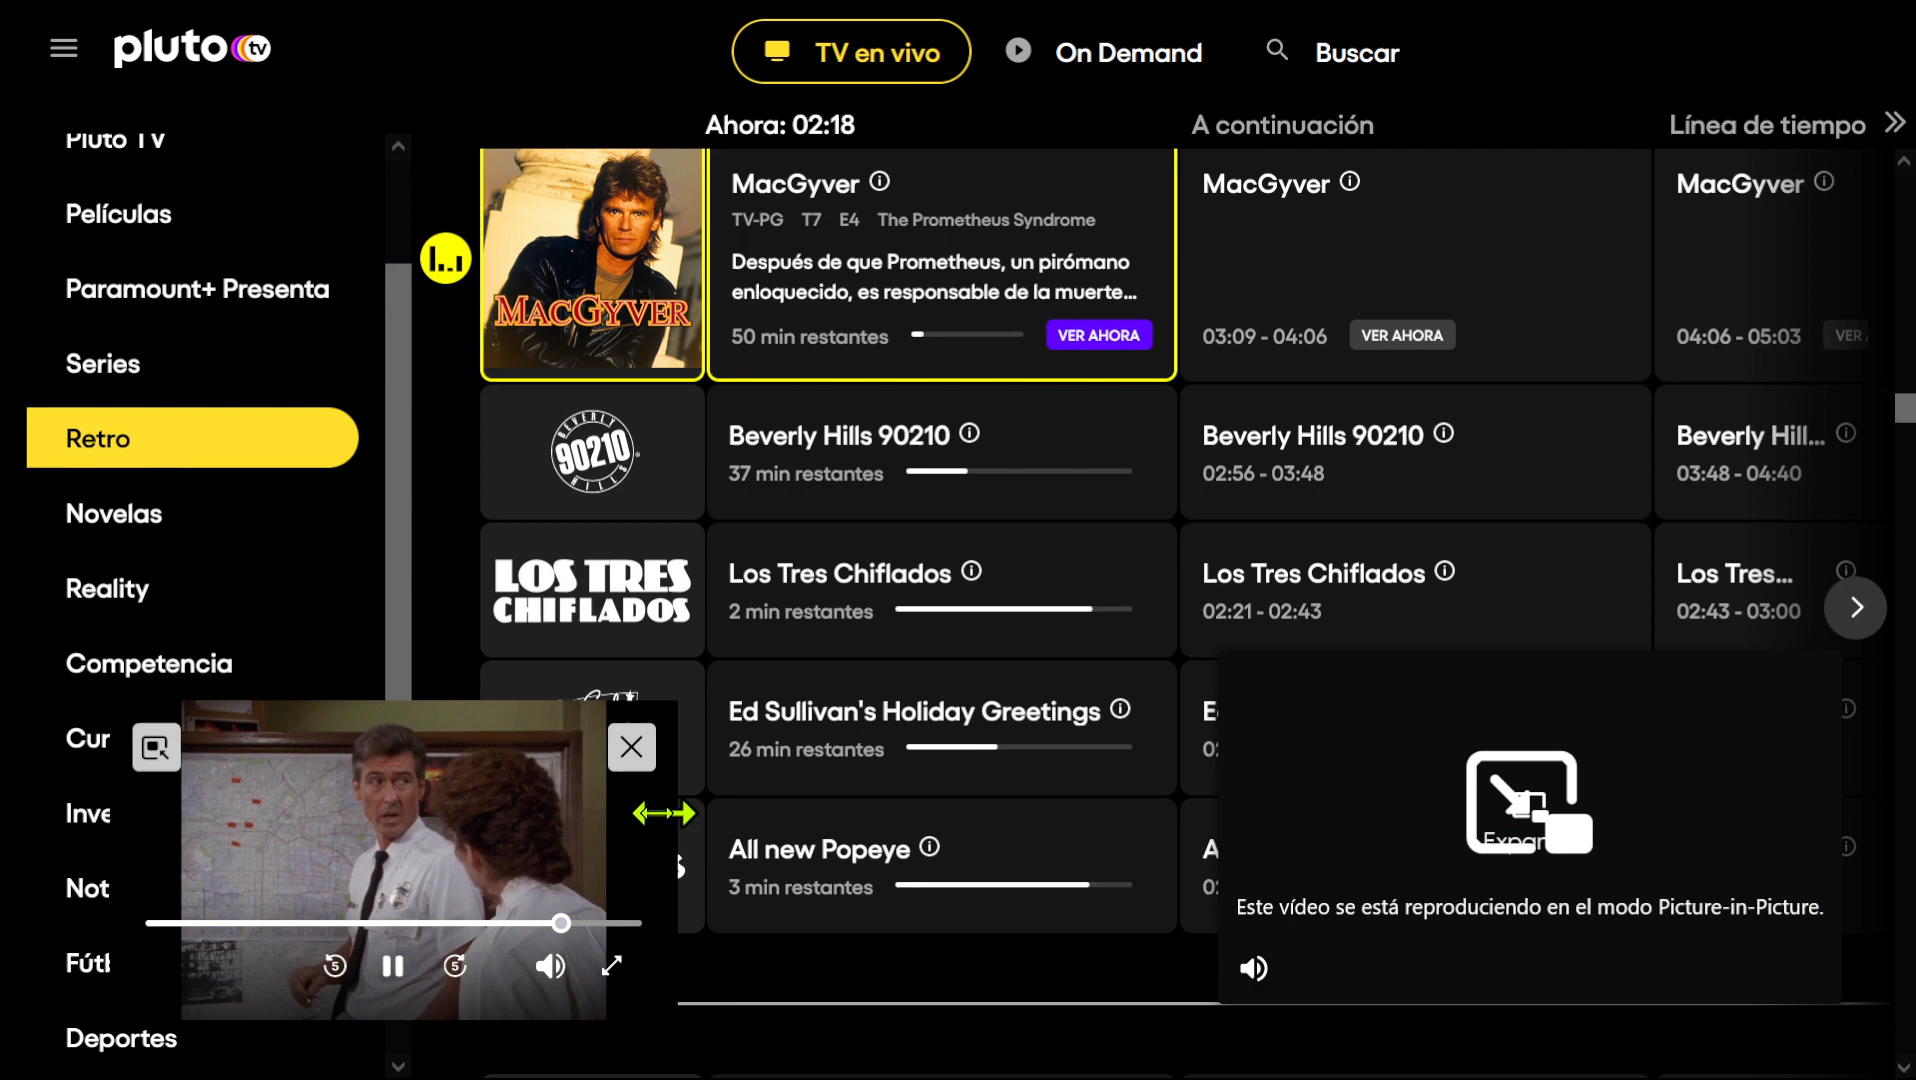 pluto tv
TV en vivo
On Demand
Buscar
Ahora: 02:18
A continuación
Línea de tiempo
Pluto TV
Películas
Paramount+ Presenta
Series
Retro
Novelas
Reality
Competencia
Cur
Inve
Not
Fútb
Deportes
MACGYVER
MacGyver
TV-PG T7 E4 The Prometheus Syndrome
Después de que Prometheus, un pirómano
enloquecido, es responsable de la muerte...
50 min restantes
VER AHORA
MacGyver
03:09 - 04:06
VER AHORA
MacGyver
04:06 - 05:03
VER
BEVERLY
90210
HILLS
Beverly Hills 90210
37 min restantes
Beverly Hills 90210
02:56 - 03:48
Beverly Hill...
03:48 - 04:40
LOS TRES
CHIFLADOS
Los Tres Chiflados
2 min restantes
Los Tres Chiflados
02:21 - 02:43
Los Tres...
02:43 - 03:00
Ed Sullivan's Holiday Greetings
26 min restantes
All new Popeye
3 min restantes
5
5
Este vídeo se está reproduciendo en el modo Picture-in-Picture.